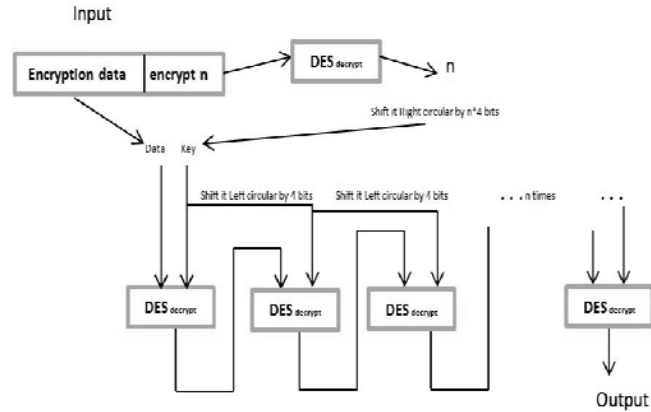 Input
Encryption data encrypt n
DES decrypt
n
Shift it Right circular by n*4 bits
Data Key
Shift it Left circular by 4 bits
Shift it Left circular by 4 bits
. . . n times
. . .
DES decrypt
DES decrypt
DES decrypt
DES decrypt
Output